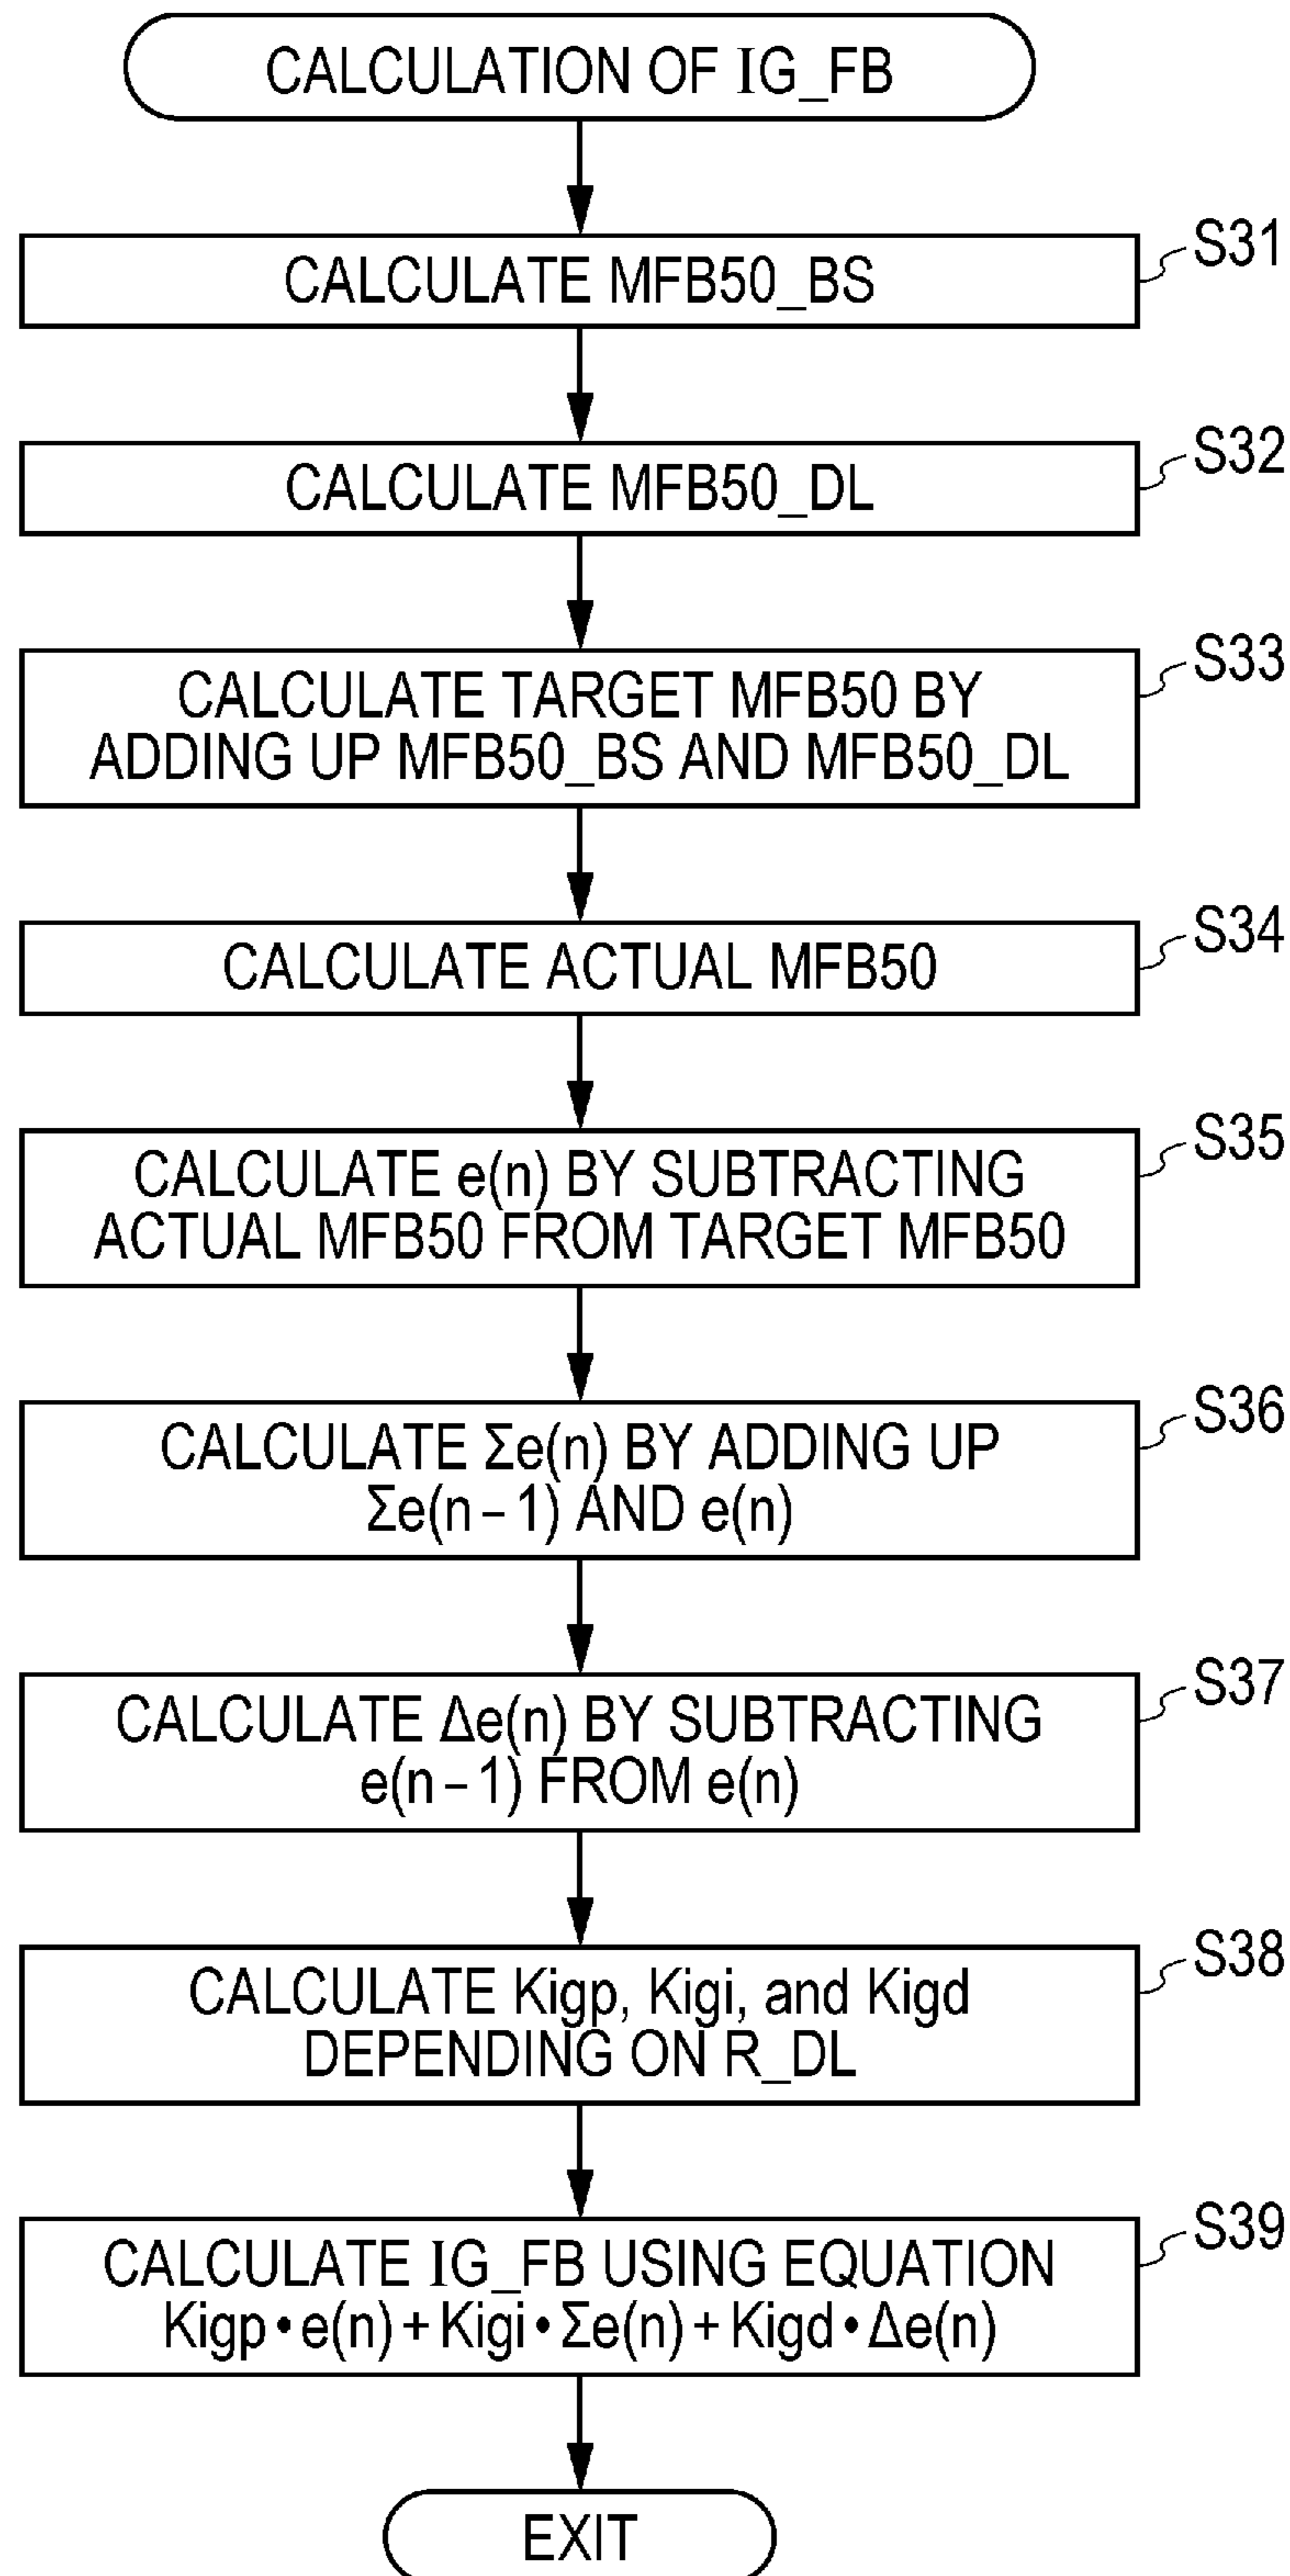 CALCULATION OF IG_FB
S31
CALCULATE MFB50_BS
S32
CALCULATE MFB50_DL
S33
CALCULATE TARGET MFB50 BY
ADDING UP MFB50_BS AND MFB50_DL
S34
CALCULATE ACTUAL MFB50
S35
CALCULATE e(n) BY SUBTRACTING
ACTUAL MFB50 FROM TARGET MFB50
S36
CALCULATE Σe(n) BY ADDING UP
Σe(n – 1) AND e(n)
S37
CALCULATE Δe(n) BY SUBTRACTING
e(n – 1) FROM e(n)
S38
CALCULATE Kigp, Kigi, and Kigd
DEPENDING ON R_DL
S39
CALCULATE IG_FB USING EQUATION
Kigp • e(n) + Kigi • Σe(n) + Kigd • Δe(n)
EXIT